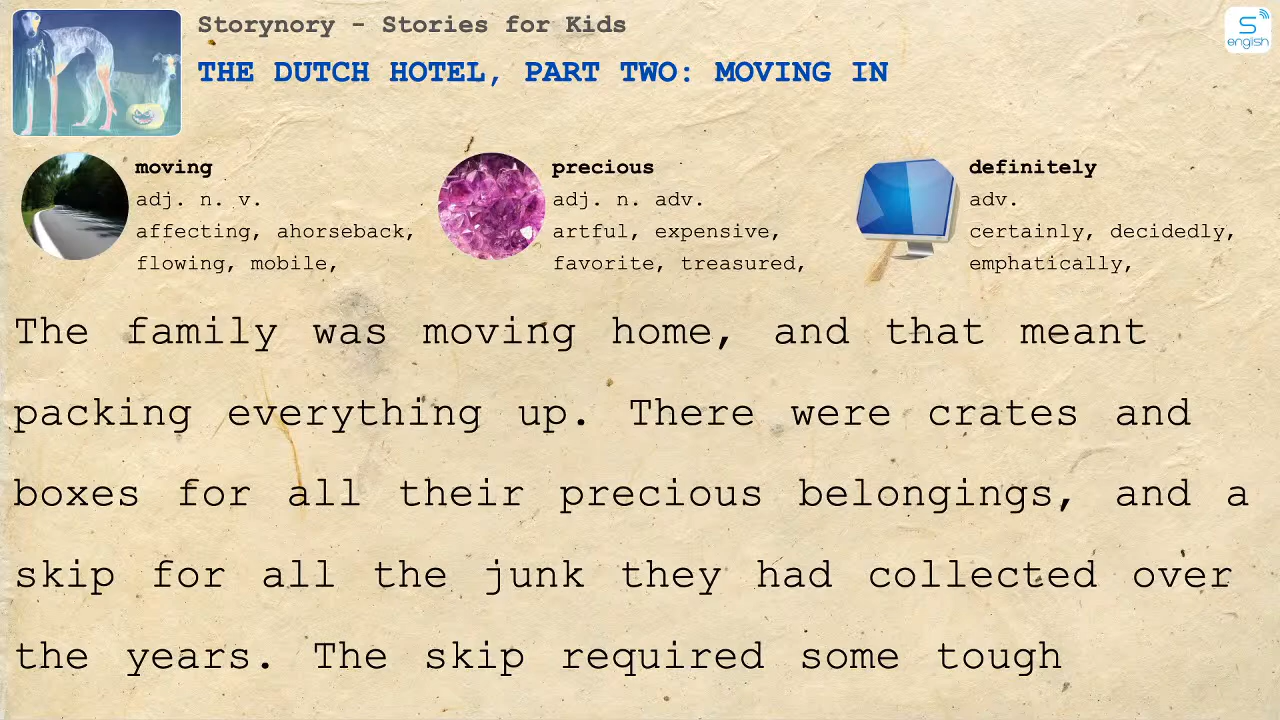 Storynory - Stories for Kids
THE DUTCH HOTEL, PART TWO: MOVING IN
S
english
moving
adj. n. v.
affecting, ahorseback,
flowing, mobile,
precious
adj. n. adv.
artful, expensive,
favorite, treasured,
definitely
adv.
certainly, decidedly,
emphatically,
The family was moving home, and that meant
packing everything up. There were crates and
boxes for all their precious belongings, and a
skip for all the junk they had collected over
the years. The skip required some tough